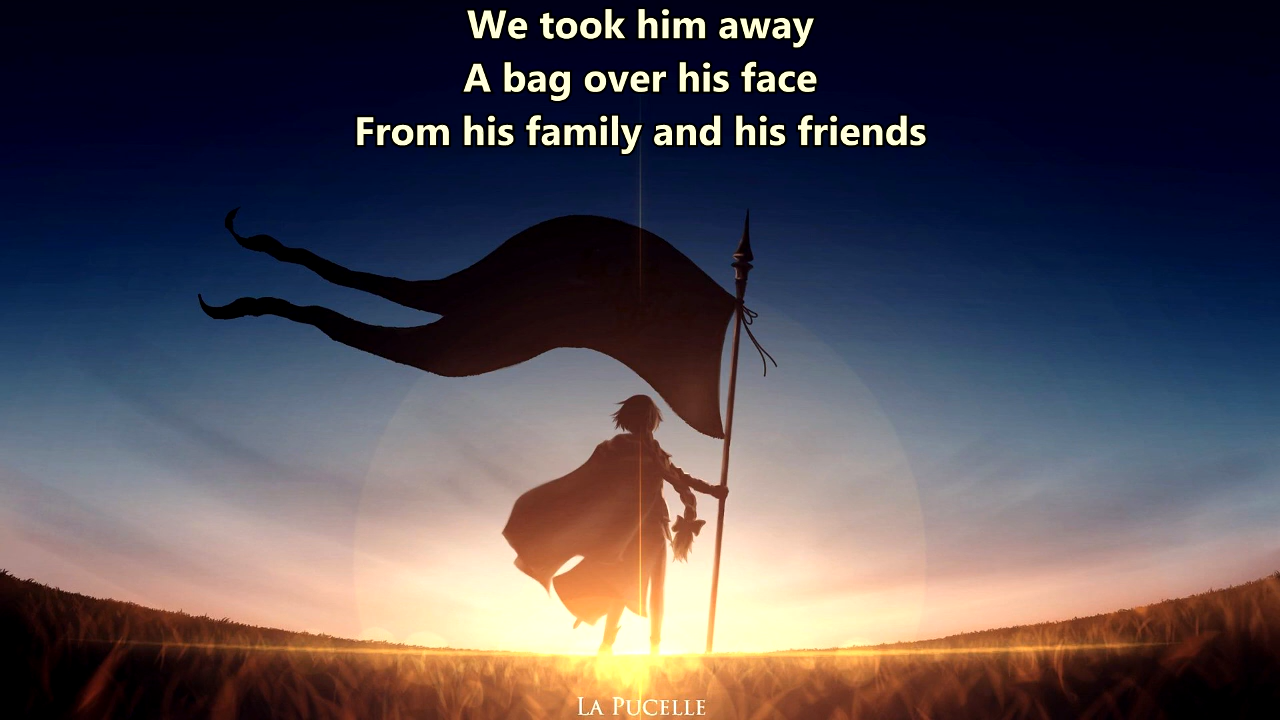 We took him away
A bag over his face
From his family and his friends
La Pucelle